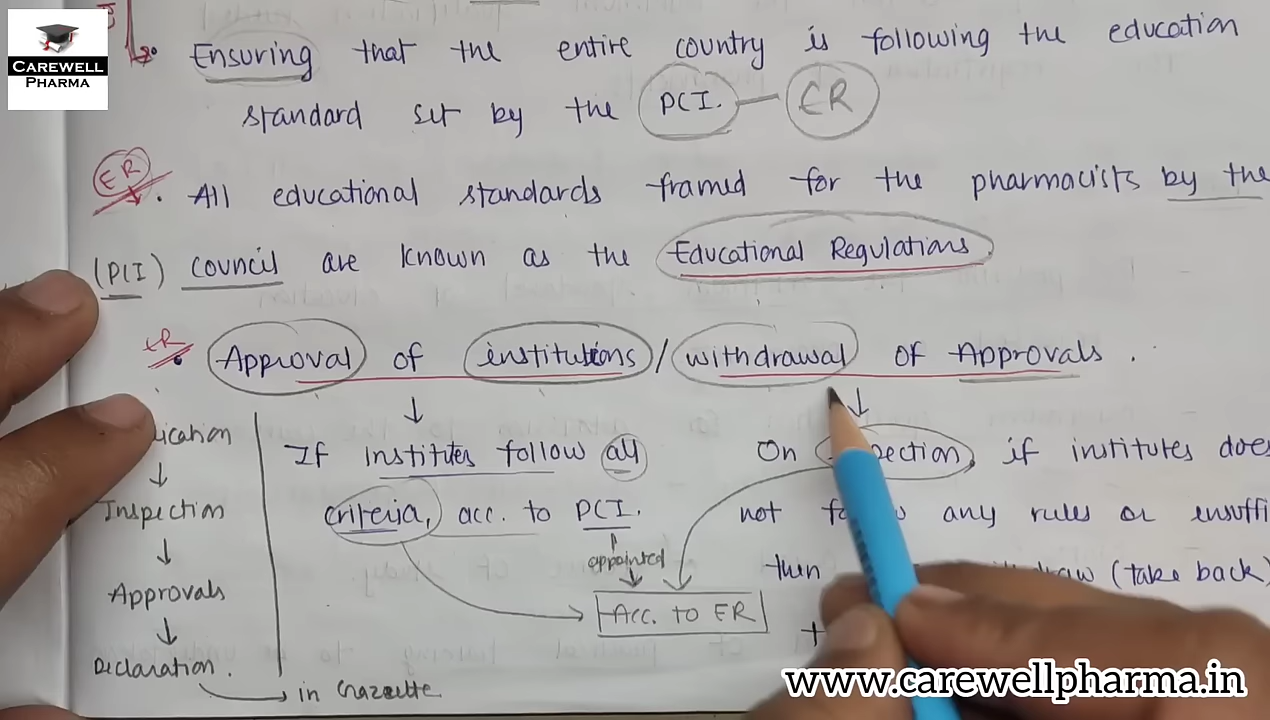 CAREWELL
PHARMA
3° Ensuring that the entire country is following the education
standard set by the PCI. — ER
ER
. All educational standards framed for the pharmacists by the
(PCI) council are known as the Educational Regulations
ER
. Approval of institutions / withdrawal of Approvals .
If institutes follow all
criteria, acc. to PCI.
appointed
Acc. to ER
On if institutes does
not any rules or
then (take back)
Inspection
Approvals
Declaration.
in Gazette
www.carewellpharma.in